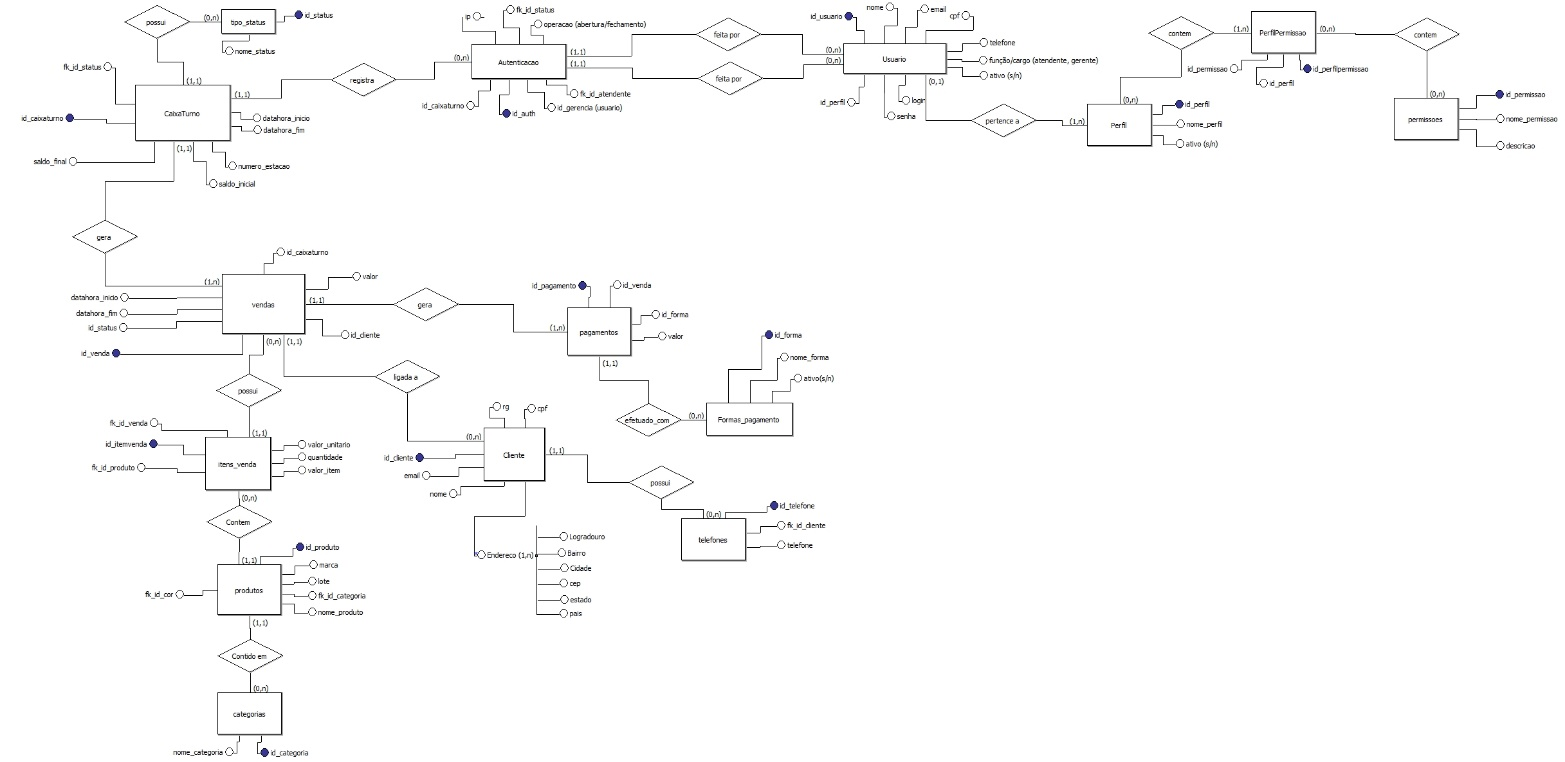 possui
(0,n)
tipo_status
id_status
nome_status
fk_id_status
(1,1)
CaixaTurno
(1,1)
id_caixaturno
datahora_inicio
datahora_fim
saldo_final
(1,1)
numero_estacao
saldo_inicial
registra
(0,n)
ip
fk_id_status
operacao (abertura/fechamento)
Autenticacao
(1,1)
(1,1)
fk_id_atendente
id_caixaturno
id_gerencia (usuario)
id_auth
feita por
feita por
(0,n)
(0,n)
id_usuario
nome
email
cpf
Usuario
telefone
função/cargo (atendente, gerente)
ativo (s/n)
(0,1)
id_perfil
login
senha
pertence a
(1,n)
Perfil
(0,n)
id_perfil
nome_perfil
ativo (s/n)
contem
(1,n)
PerfilPermissao
(0,n)
id_permissao
id_perfil
id_perfilpermissao
contem
(0,n)
permissoes
id_permissao
nome_permissao
descricao
gera
(1,n)
id_caixaturno
valor
vendas
(1,1)
datahora_inicio
datahora_fim
id_status
id_venda
id_cliente
(0,n)
(1,1)
gera
(1,n)
id_pagamento
id_venda
pagamentos
id_forma
valor
(1,1)
efetuado_com
(0,n)
id_forma
nome_forma
ativo(s/n)
Formas_pagamento
possui
ligada a
(1,1)
fk_id_venda
id_itemvenda
fk_id_produto
itens_venda
valor_unitario
quantidade
valor_item
(0,n)
Contem
(1,1)
id_produto
marca
lote
fk_id_categoria
nome_produto
fk_id_cor
produtos
(1,1)
Contido em
(0,n)
categorias
nome_categoria
id_categoria
rg
cpf
(0,n)
Cliente
(1,1)
id_cliente
email
nome
Endereco (1,n)
Logradouro
Bairro
Cidade
cep
estado
pais
possui
(0,n)
telefones
id_telefone
fk_id_cliente
telefone